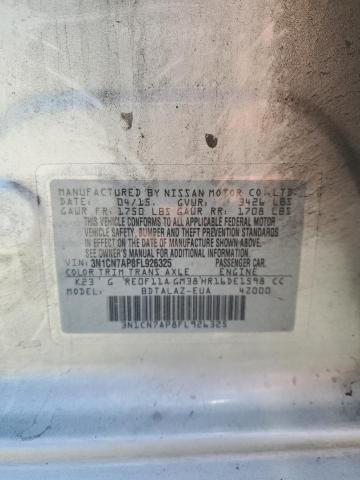 MANUFACTURED BY NISSAN MOTOR CO.,LTD.
DATE: 04/15. GVWR: 3426 LBS
GAWR FR: 1750 LBS GAWR RR: 1708 LBS
THIS VEHICLE CONFORMS TO ALL
APPLICABLE FEDERAL MOTOR VEHICLE SAFETY
BUMPER, AND THEFT PREVENTION
STANDARDS IN EFFECT ON THE DATE OF
MANUFACTURE SHOWN ABOVE.
SEE OWNER'S MANUAL FOR ADDITIONAL INFORMATION.
VIN: 3N1CN7AP8FL926325 PASSENGER CAR.
COLOR TRIM TRANS AXLE ENGINE
K23 G RE0F11A GM38 HR16DE1598 CC
MODEL: BDTALAZ-EUA 42000
3N1CN7AP8FL926325